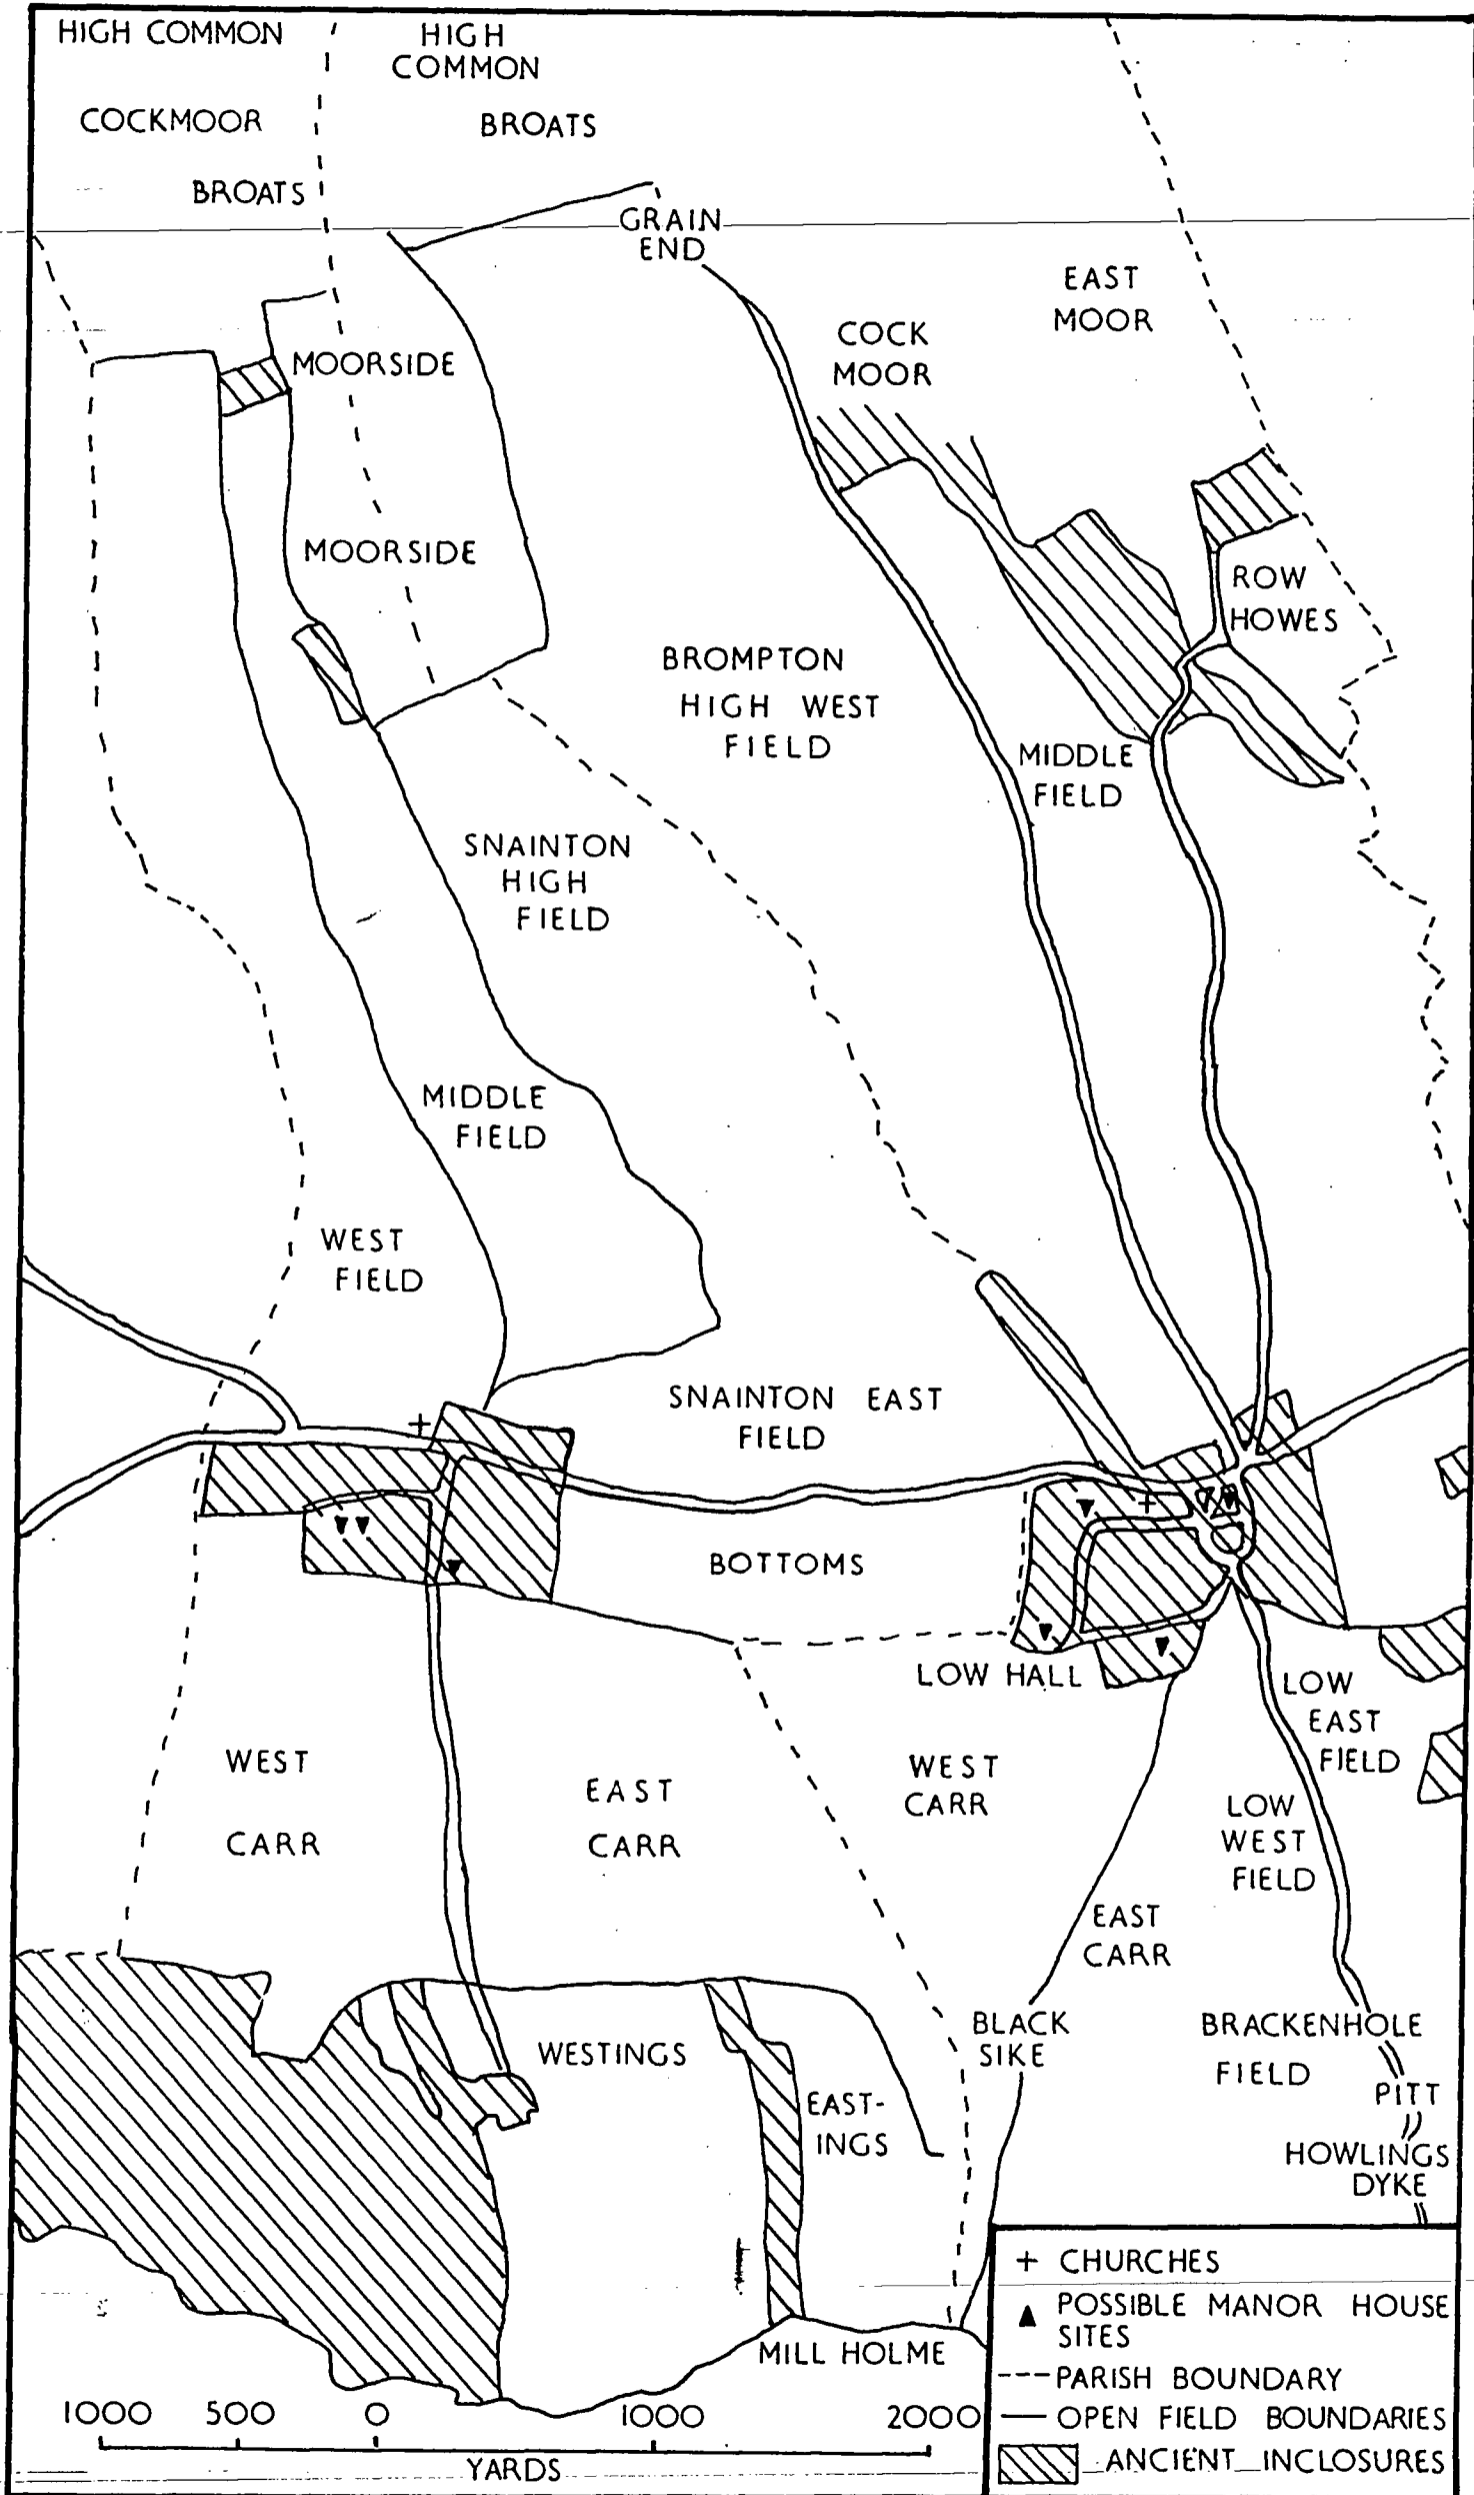 HIGH COMMON
HIGH
COMMON
COCKMOOR
BROATS
BROATS
GRAIN
END
EAST
MOOR
COCK
MOOR
MOORSIDE
MOORSIDE
ROW
HOWES
BROMPTON
HIGH WEST
FIELD
MIDDLE
FIELD
SNAINTON
HIGH
FIELD
MIDDLE
FIELD
WEST
FIELD
SNAINTON EAST
FIELD
BOTTOMS
LOW HALL
LOW
EAST
FIELD
WEST
CARR
EAST
CARR
WEST
CARR
LOW
WEST
FIELD
EAST
CARR
BLACK
SIKE
BRACKENHOLE
FIELD
WESTINGS
EAST-
INGS
PITT
HOWLINGS
DYKE
MILL HOLME
+ CHURCHES
▲ POSSIBLE MANOR HOUSE
SITES
---PARISH BOUNDARY
— OPEN FIELD BOUNDARIES
ANCIENT INCLOSURES
1000 500 0 1000 2000
YARDS